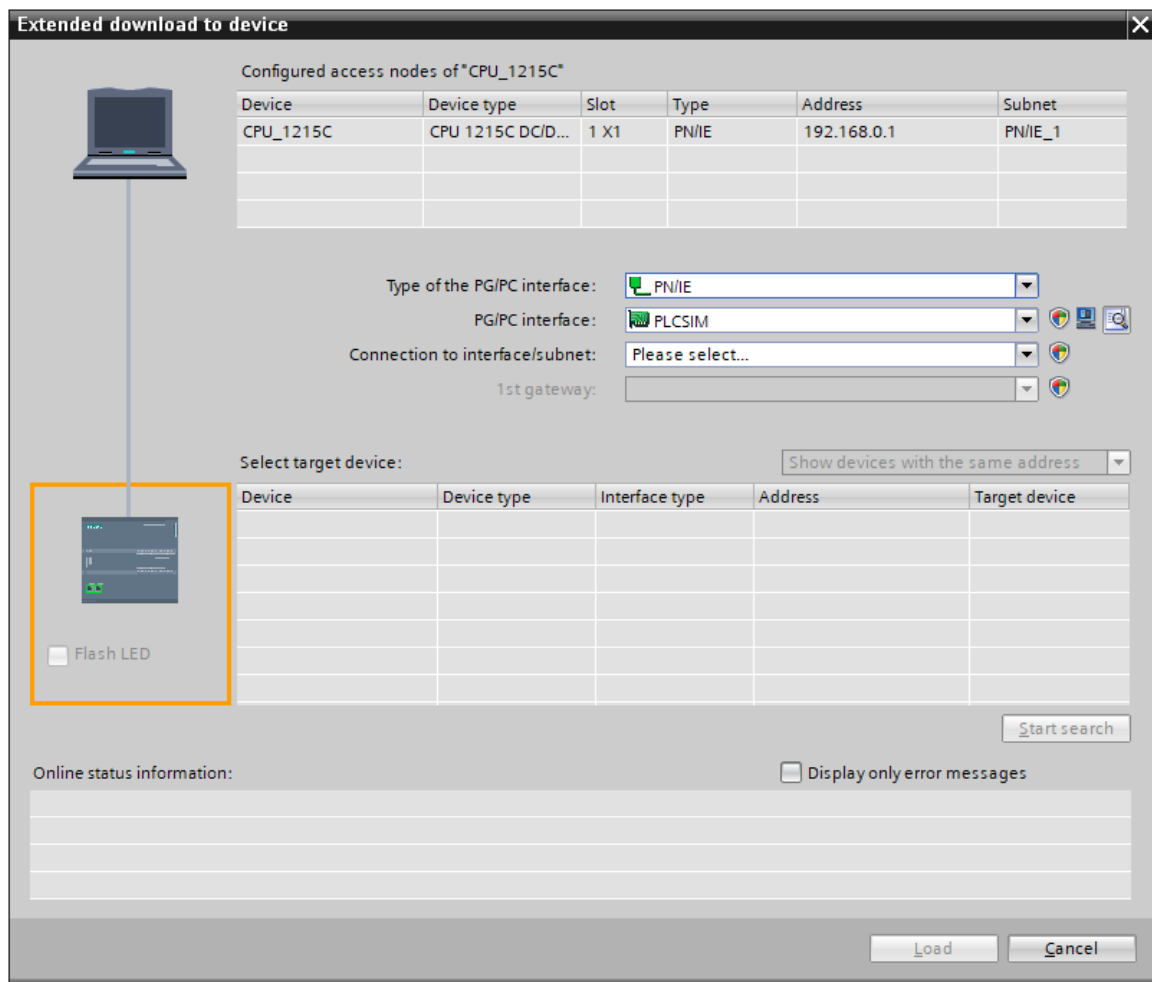 Extended download to device
Configured access nodes of "CPU_1215C"
Device Device type Slot Type Address Subnet
CPU_1215C CPU 1215C DC/D... 1 X1 PN/IE 192.168.0.1 PN/IE_1
Type of the PG/PC interface: PN/IE
PG/PC interface: PLCSIM
Connection to interface/subnet: Please select...
1st gateway:
Select target device: Show devices with the same address
Device Device type Interface type Address Target device
Flash LED
Start search
Online status information: Display only error messages
Load Cancel